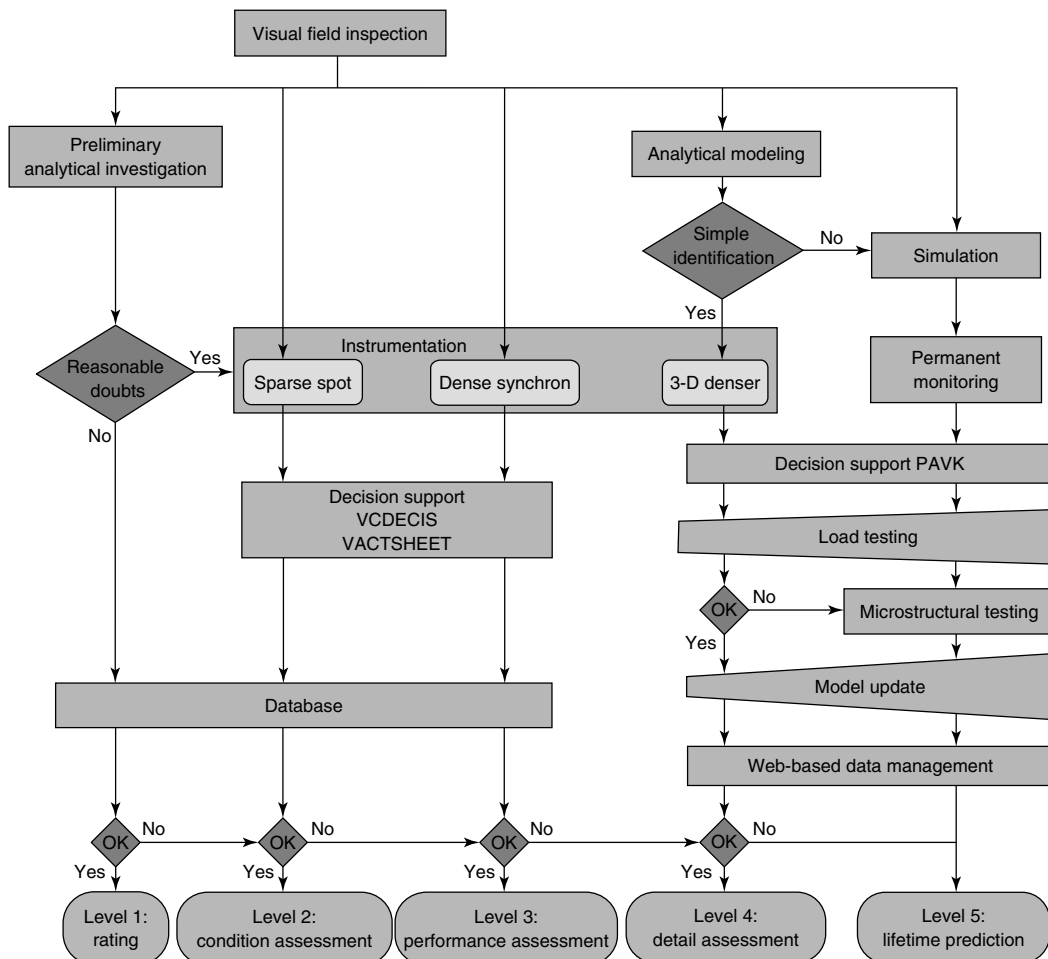 Visual field inspection
Preliminary
analytical investigation
Analytical modeling
Simple
identification
No
Simulation
Yes
Reasonable
doubts
Yes
No
Instrumentation
Sparse spot
Dense synchron
3-D denser
Permanent
monitoring
Decision support
VCDECIS
VACTSHEET
Decision support PAVK
Load testing
OK
No
Microstructural testing
Yes
Model update
Database
Web-based data management
OK
No
OK
No
OK
No
OK
No
Yes
Yes
Yes
Yes
Level 1:
rating
Level 2:
condition assessment
Level 3:
performance assessment
Level 4:
detail assessment
Level 5:
lifetime prediction